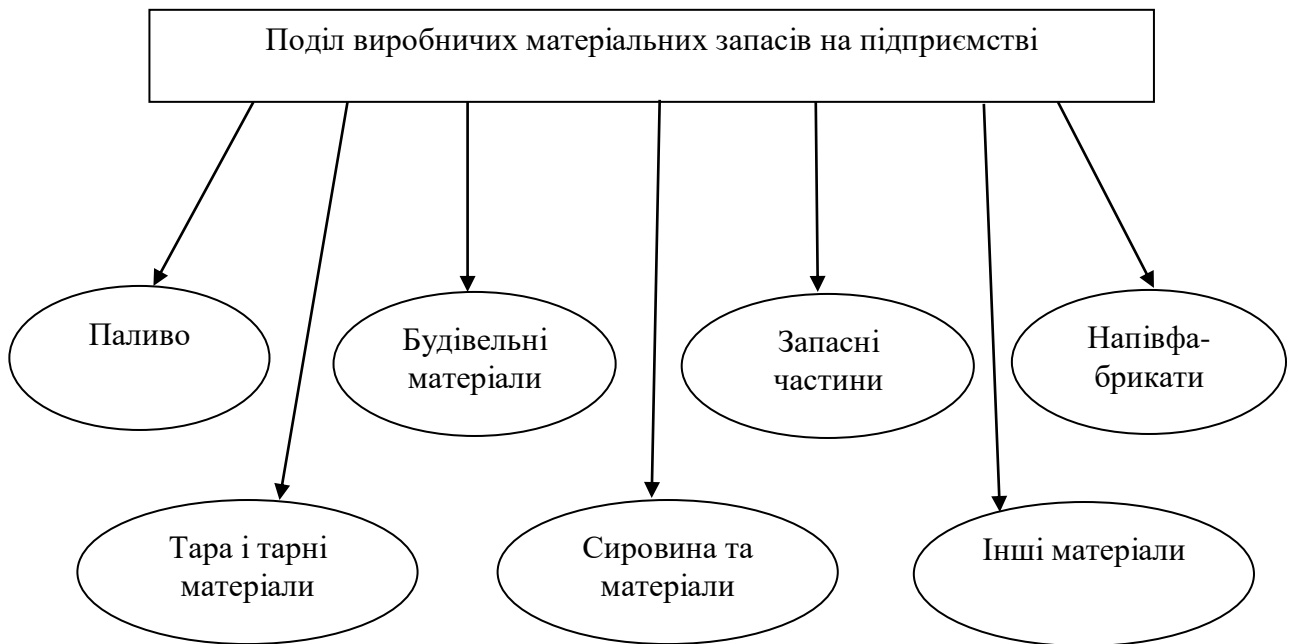 Поділ виробничих матеріальних запасів на підприємстві
Паливо
Будівельні
матеріали
Запасні
частини
Напівфа-
брикати
Тара і тарні
матеріали
Сировина та
матеріали
Інші матеріали